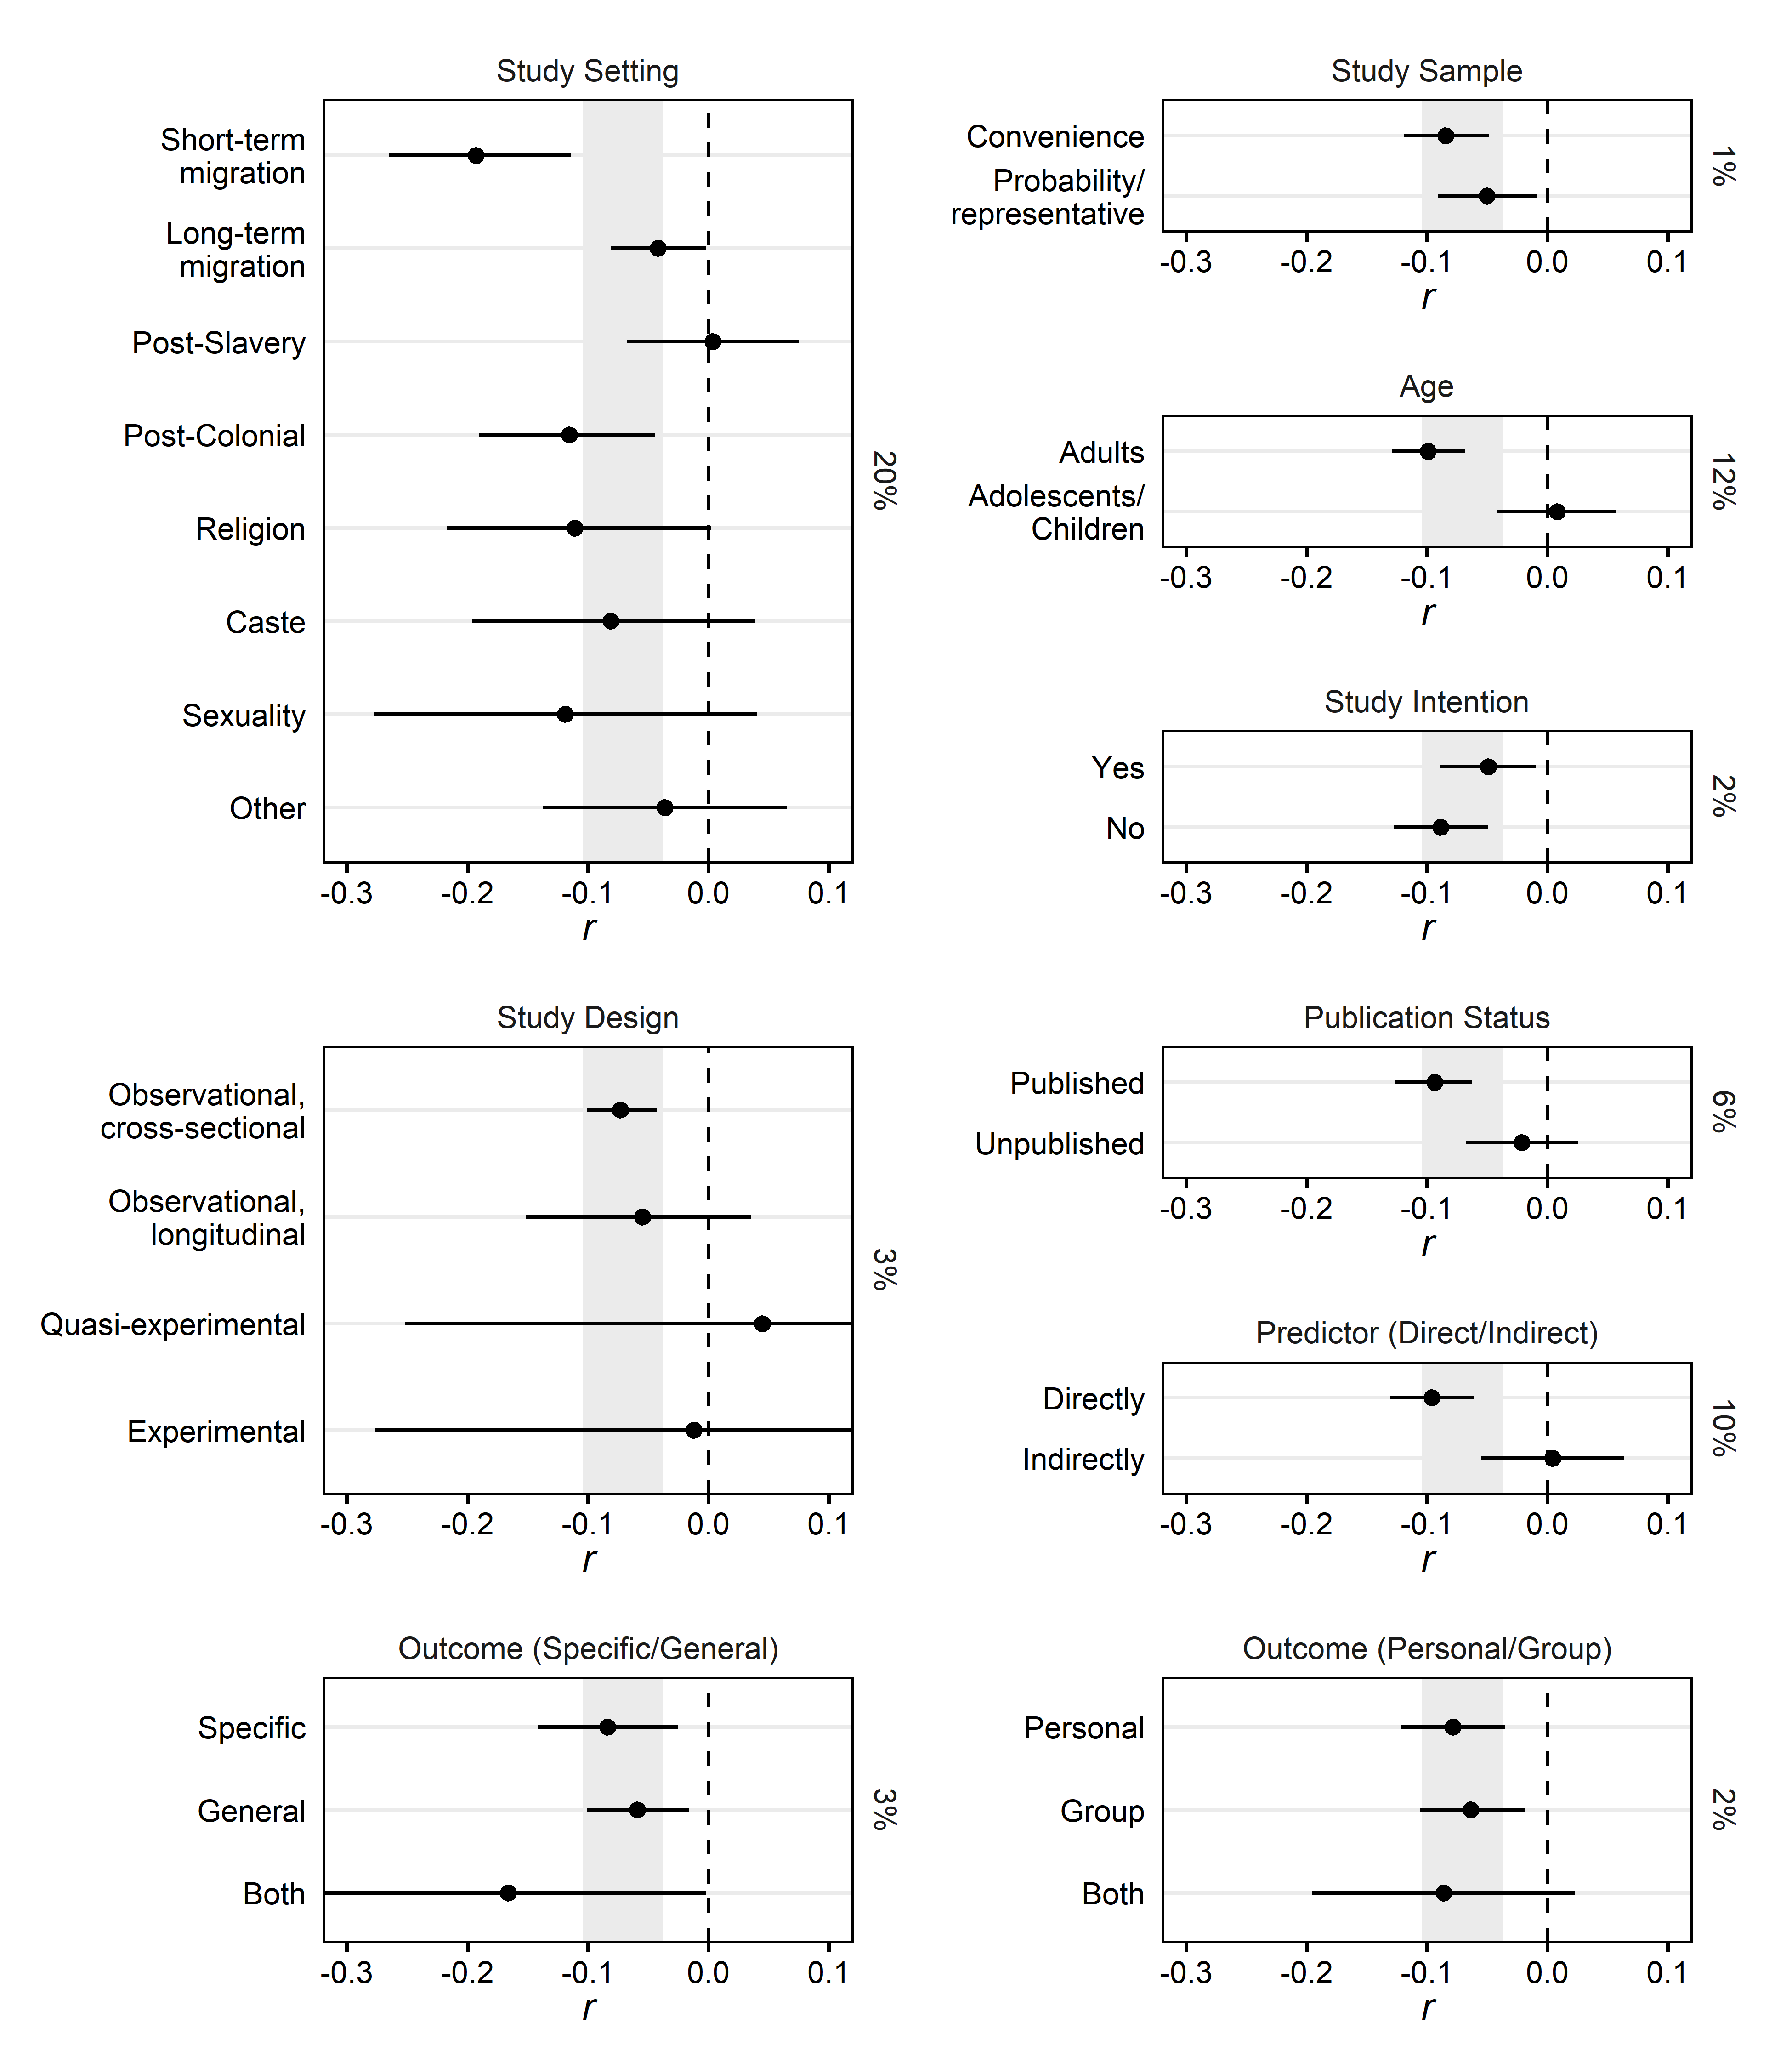 Study Setting
Short-term
migration
Long-term
migration
Post-Slavery
Post-Colonial
Religion
Caste
Sexuality
Other
20%
-0.3 -0.2 -0.1 0.0 0.1
r
Study Design
Observational,
cross-sectional
Observational,
longitudinal
Quasi-experimental
Experimental
3%
-0.3 -0.2 -0.1 0.0 0.1
r
Outcome (Specific/General)
Specific
General
Both
3%
-0.3 -0.2 -0.1 0.0 0.1
r
Study Sample
Convenience
Probability/
representative
1%
-0.3 -0.2 -0.1 0.0 0.1
r
Age
Adults
Adolescents/
Children
12%
-0.3 -0.2 -0.1 0.0 0.1
r
Study Intention
Yes
No
2%
-0.3 -0.2 -0.1 0.0 0.1
r
Publication Status
Published
Unpublished
6%
-0.3 -0.2 -0.1 0.0 0.1
r
Predictor (Direct/Indirect)
Directly
Indirectly
10%
-0.3 -0.2 -0.1 0.0 0.1
r
Outcome (Personal/Group)
Personal
Group
Both
2%
-0.3 -0.2 -0.1 0.0 0.1
r